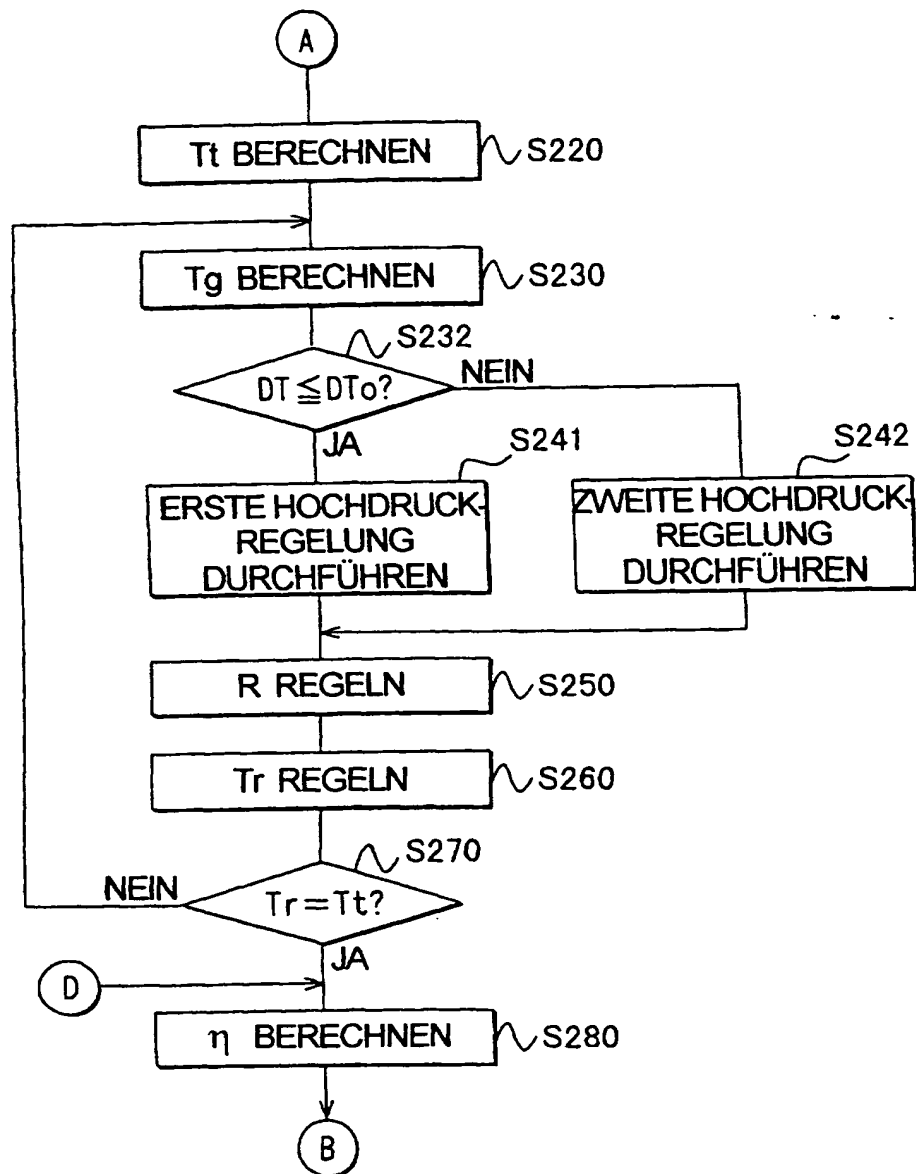 A
Tt BERECHNEN
S220
Tg BERECHNEN
S230
S232
DT≦DTo?
NEIN
JA
S241
S242
ERSTE HOCHDRUCK-
REGELUNG
DURCHFÜHREN
ZWEITE HOCHDRUCK-
REGELUNG
DURCHFÜHREN
R REGELN
S250
Tr REGELN
S260
S270
NEIN
Tr=Tt?
JA
D
η BERECHNEN
S280
B